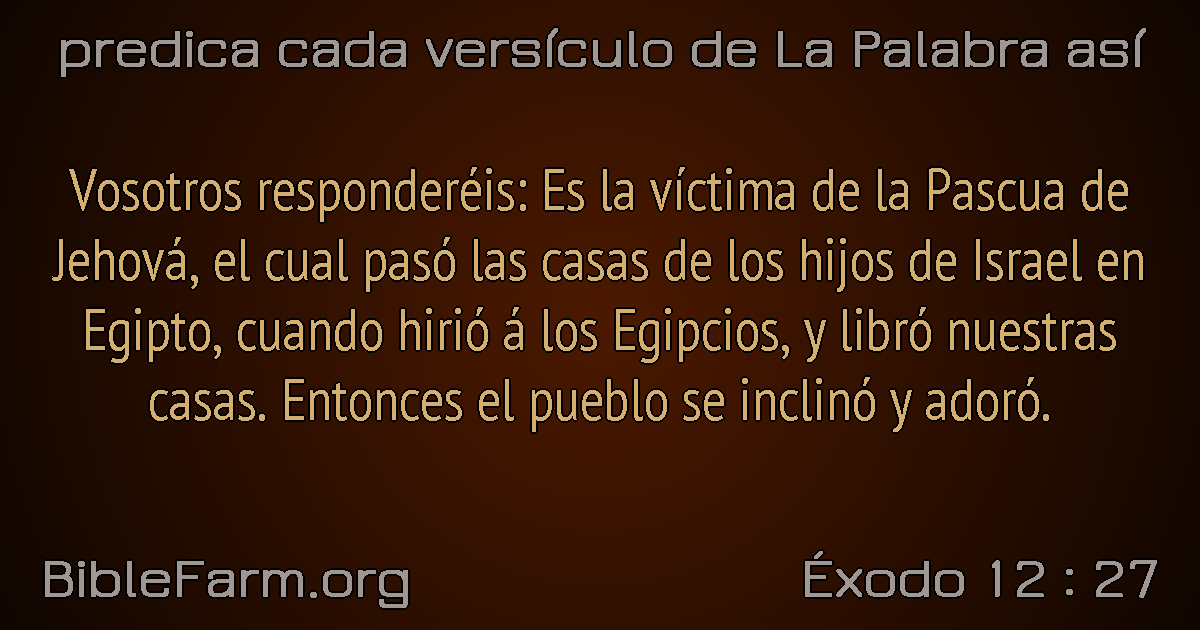 predica cada versículo de La Palabra así
Vosotros responderéis: Es la víctima de la Pascua de
Jehová, el cual pasó las casas de los hijos de Israel en
Egipto, cuando hirió á los Egipcios, y libró nuestras
casas. Entonces el pueblo se inclinó y adoró.
BibleFarm.org
Éxodo 12 : 27